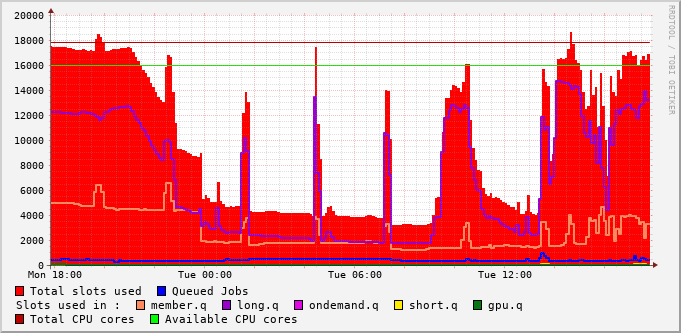 20000
18000
16000
14000
12000
10000
8000
6000
4000
2000
0
Mon 18:00 Tue 00:00 Tue 06:00 Tue 12:00
Total slots used Queued Jobs
Slots used in : member.q long.q ondemand.q short.q gpu.q
Total CPU cores Available CPU cores
RRDTOOL / TOBI OETIKER